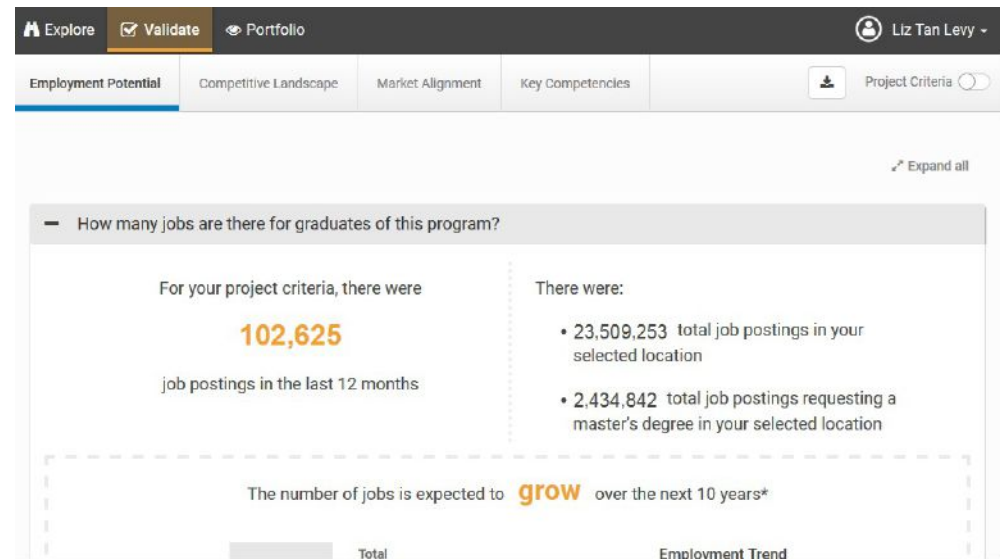 Explore Validate Portfolio Liz Tan Levy
Employment Potential Competitive Landscape Market Alignment Key Competencies Project Criteria
Expand all
How many jobs are there for graduates of this program?
For your project criteria, there were
102,625
job postings in the last 12 months
There were:
• 23,509,253 total job postings in your
selected location
• 2,434,842 total job postings requesting a
master's degree in your selected location
The number of jobs is expected to grow over the next 10 years*
Total Employment Trend